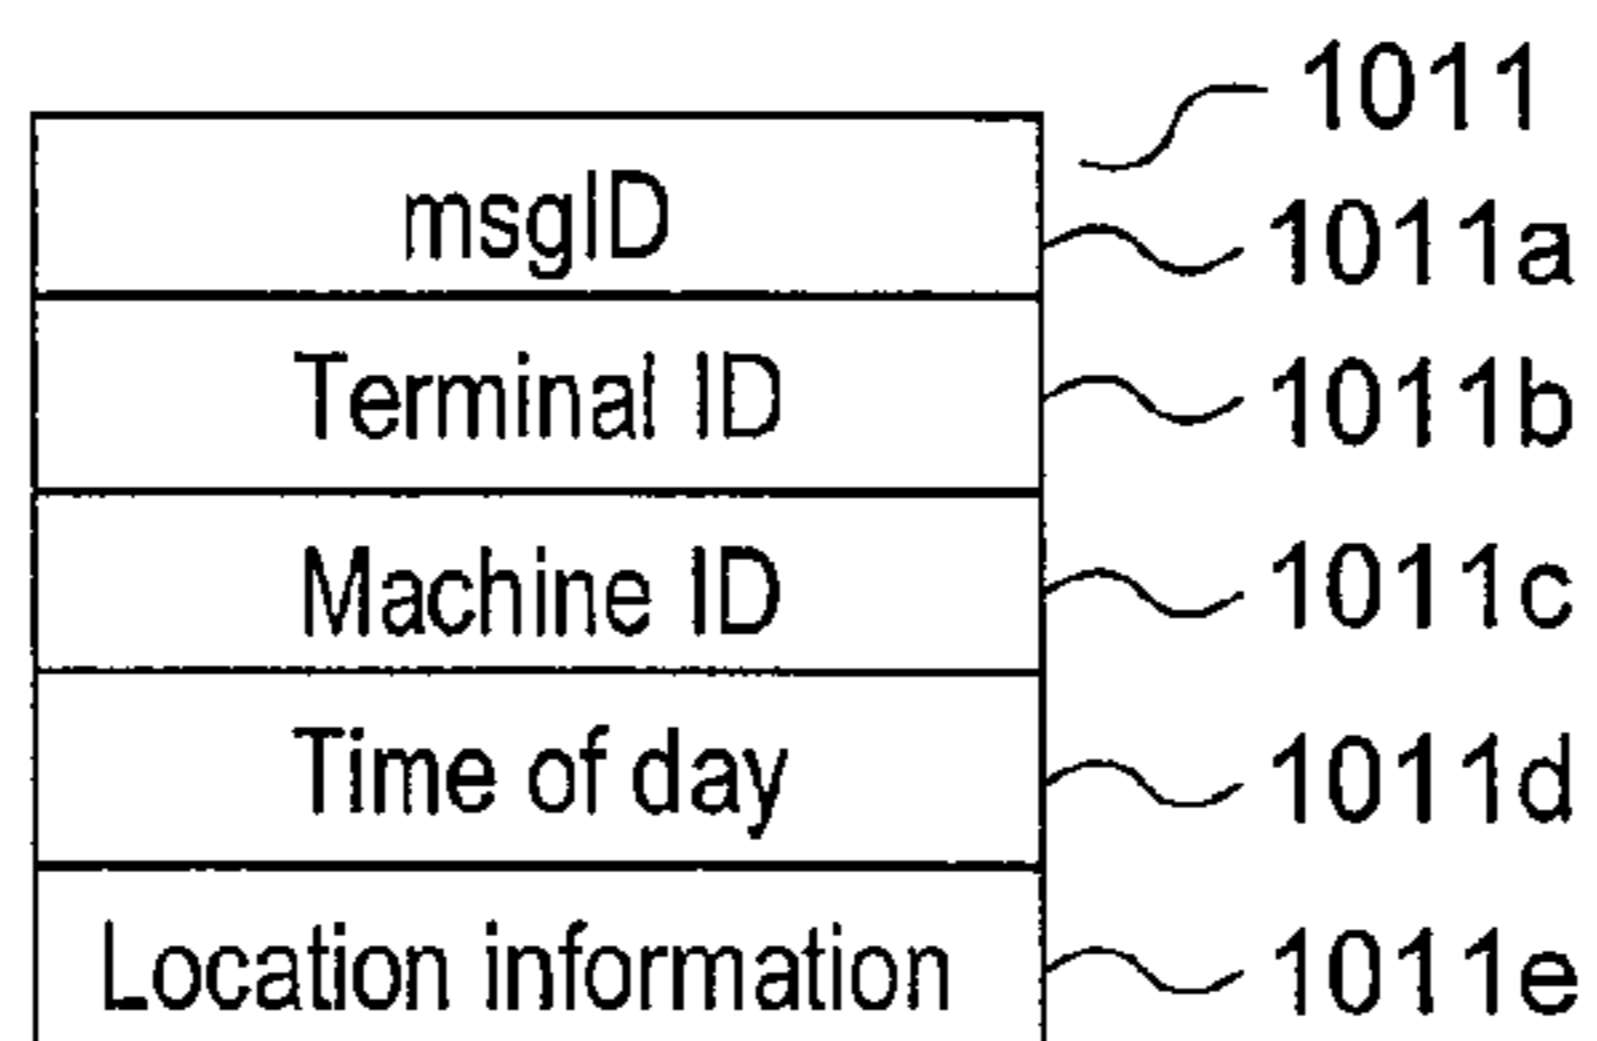 1011
msgID 1011a
Terminal ID 1011b
Machine ID 1011c
Time of day 1011d
Location information 1011e